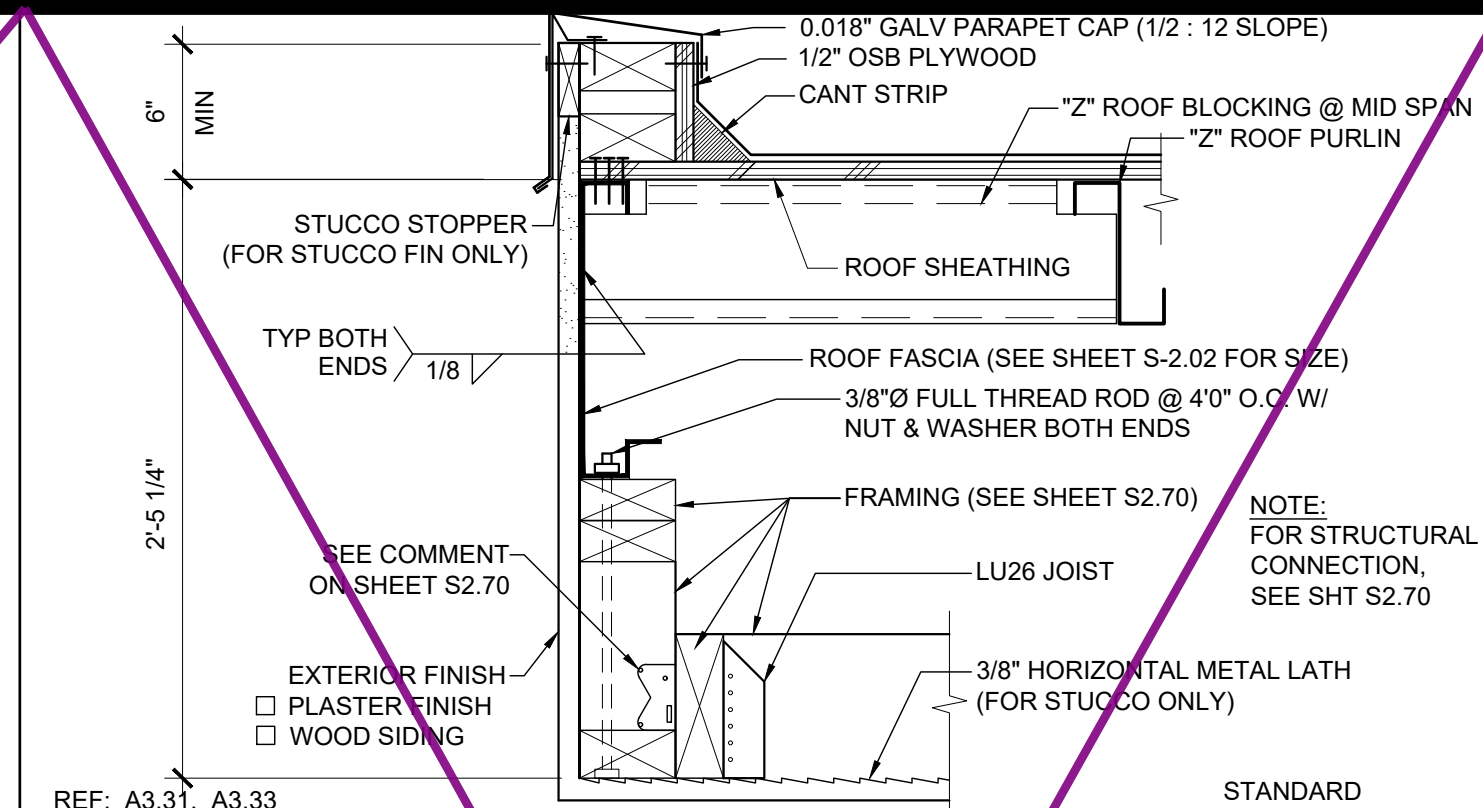 0.018" GALV PARAPET CAP (1/2 : 12 SLOPE)
1/2" OSB PLYWOOD
CANT STRIP
"Z" ROOF BLOCKING @ MID SPAN
"Z" ROOF PURLIN
6"
MIN
STUCCO STOPPER
(FOR STUCCO FIN ONLY)
ROOF SHEATHING
TYP BOTH
ENDS
1/8
ROOF FASCIA (SEE SHEET S-2.02 FOR SIZE)
3/8"Ø FULL THREAD ROD @ 4'0" O.C. W/
NUT & WASHER BOTH ENDS
2'-5 1/4"
FRAMING (SEE SHEET S2.70)
NOTE:
FOR STRUCTURAL
CONNECTION,
SEE SHT S2.70
SEE COMMENT
ON SHEET S2.70
LU26 JOIST
EXTERIOR FINISH
PLASTER FINISH
WOOD SIDING
3/8" HORIZONTAL METAL LATH
(FOR STUCCO ONLY)
REF: A3.31, A3.33
STANDARD